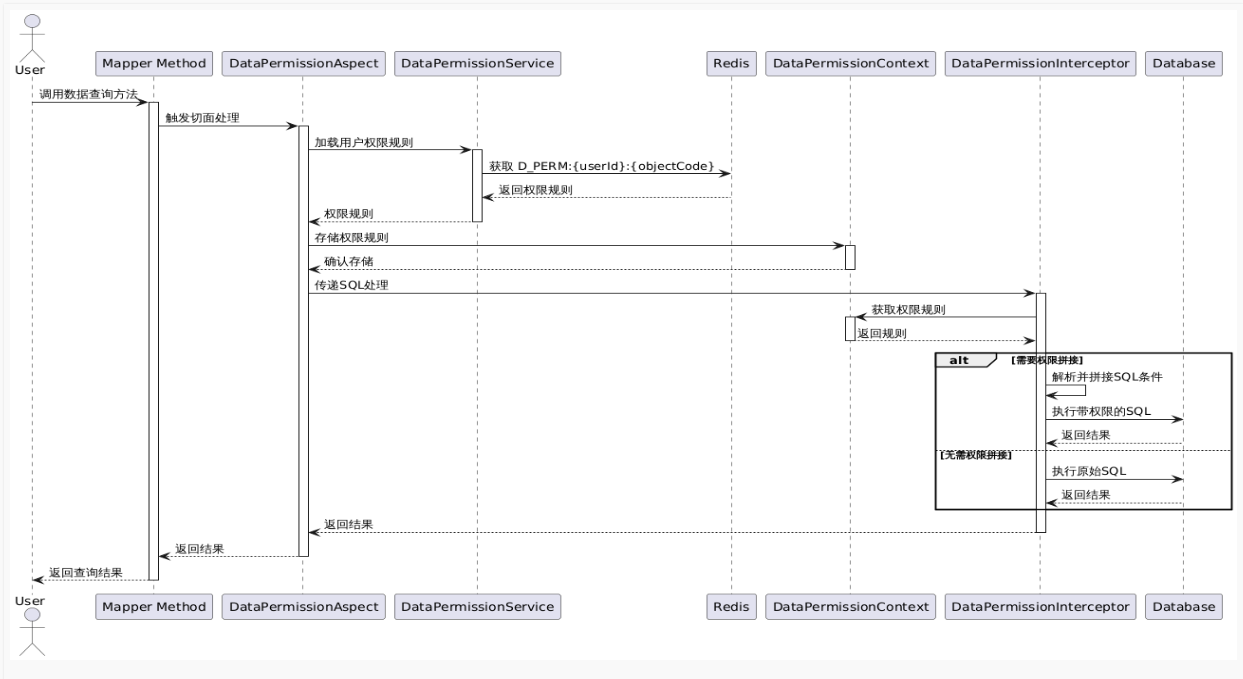 User
Mapper Method
DataPermissionAspect
DataPermissionService
Redis
DataPermissionContext
DataPermissionInterceptor
Database
调用数据查询方法
触发切面处理
加载用户权限规则
获取 D_PERM:{userId}:{objectCode}
返回权限规则
权限规则
存储权限规则
确认存储
传递SQL处理
获取权限规则
返回规则
alt
[需要权限拼接]
解析并拼接SQL条件
执行带权限的SQL
返回结果
[无需权限拼接]
执行原始SQL
返回结果
返回结果
返回结果
返回查询结果
User
Mapper Method
DataPermissionAspect
DataPermissionService
Redis
DataPermissionContext
DataPermissionInterceptor
Database